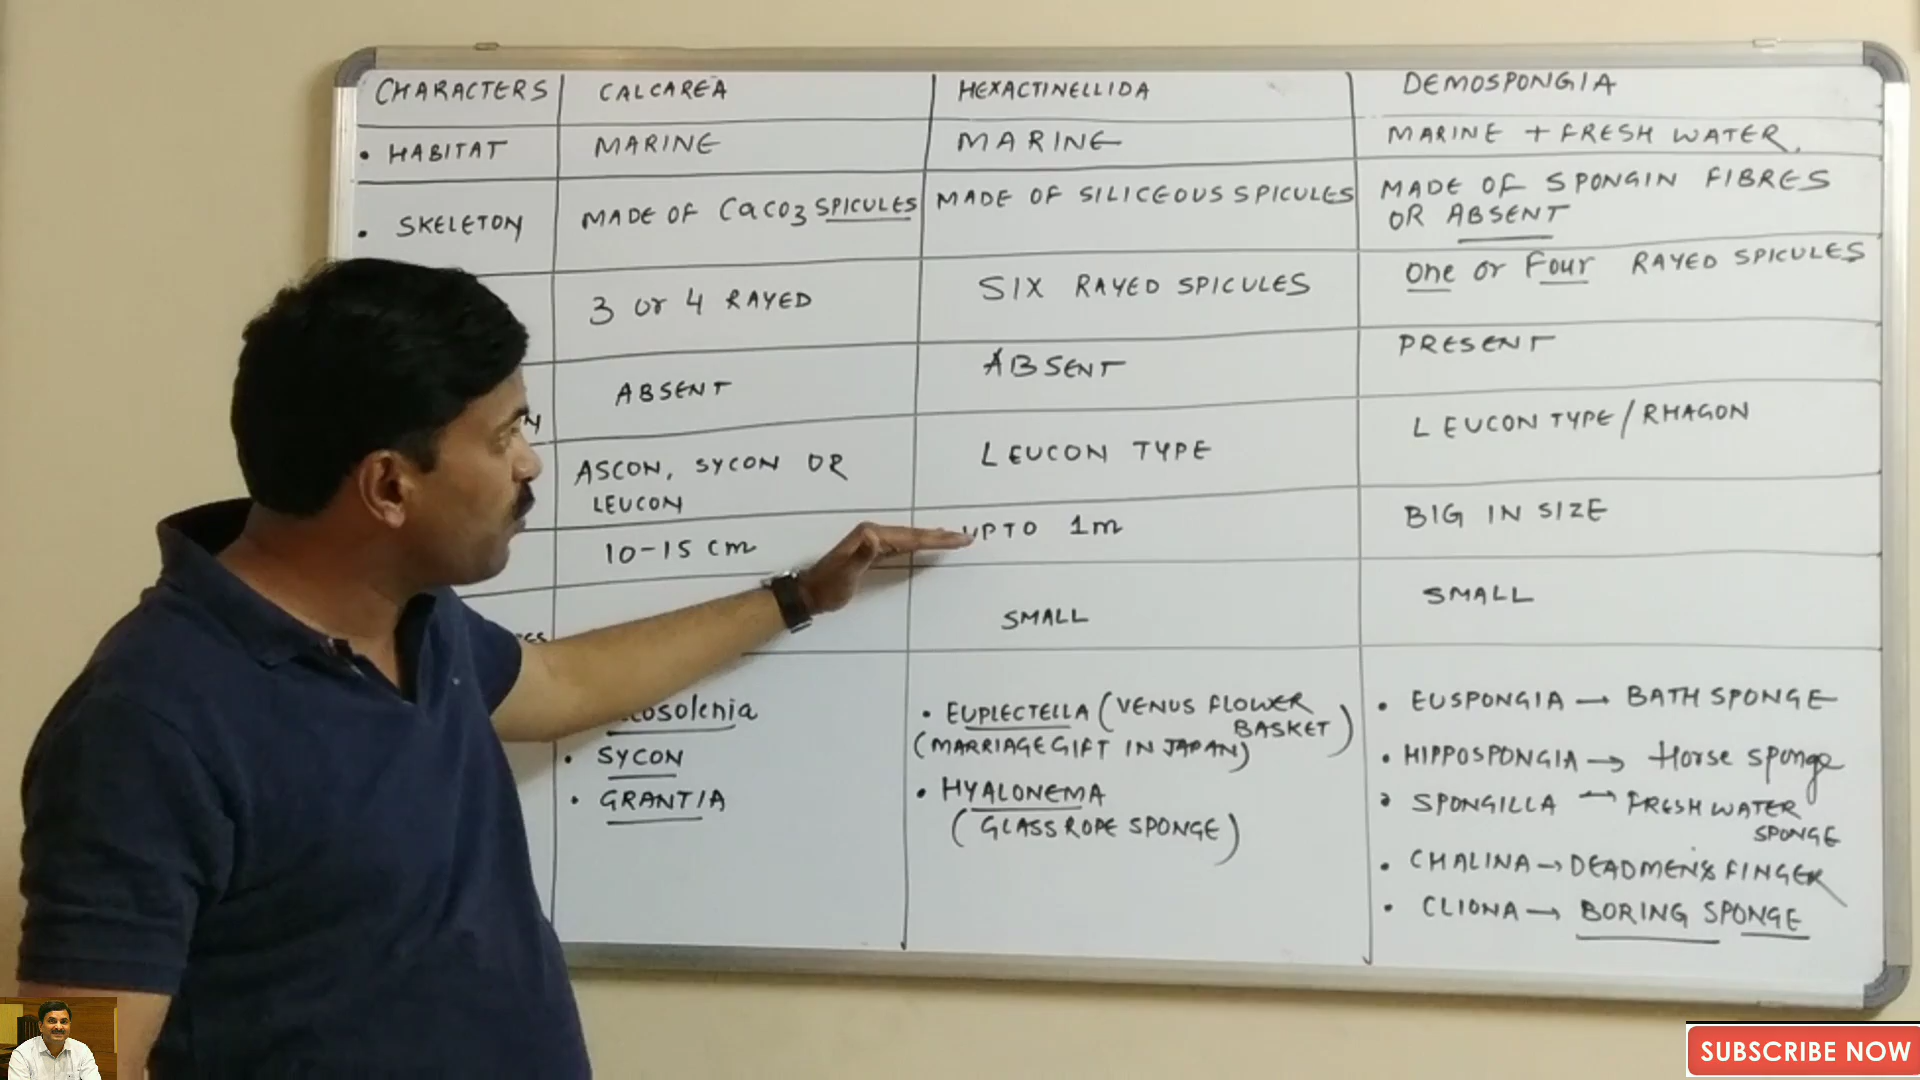 CHARACTERS CALCAREA HEXACTINELLIDA DEMOSPONGIA
• HABITAT MARINE MARINE MARINE + FRESH WATER.
• SKELETON MADE OF CaCO3 SPICULES MADE OF SILICEOUS SPICULES MADE OF SPONGIN FIBRES
OR ABSENT
3 or 4 RAYED SIX RAYED SPICULES One or Four RAYED SPICULES
ABSENT ABSENT PRESENT
ASCON, SYCON OR LEUCON TYPE LEUCON TYPE/RHAGON
LEUCON
10-15 cm UPTO 1m BIG IN SIZE
SMALL SMALL
• EUPLECTELLA (VENUS FLOWER • EUSPONGIA → BATH SPONGE
BASKET)
• SYCON (MARRIAGE GIFT IN JAPAN) • HIPPOSPONGIA → Horse sponge
• GRANTIA • HYALONEMA • SPONGILLA → FRESH WATER
(GLASS ROPE SPONGE) SPONGE
• CHALINA → DEADMEN'S FINGER
• CLIONA → BORING SPONGE
SUBSCRIBE NOW